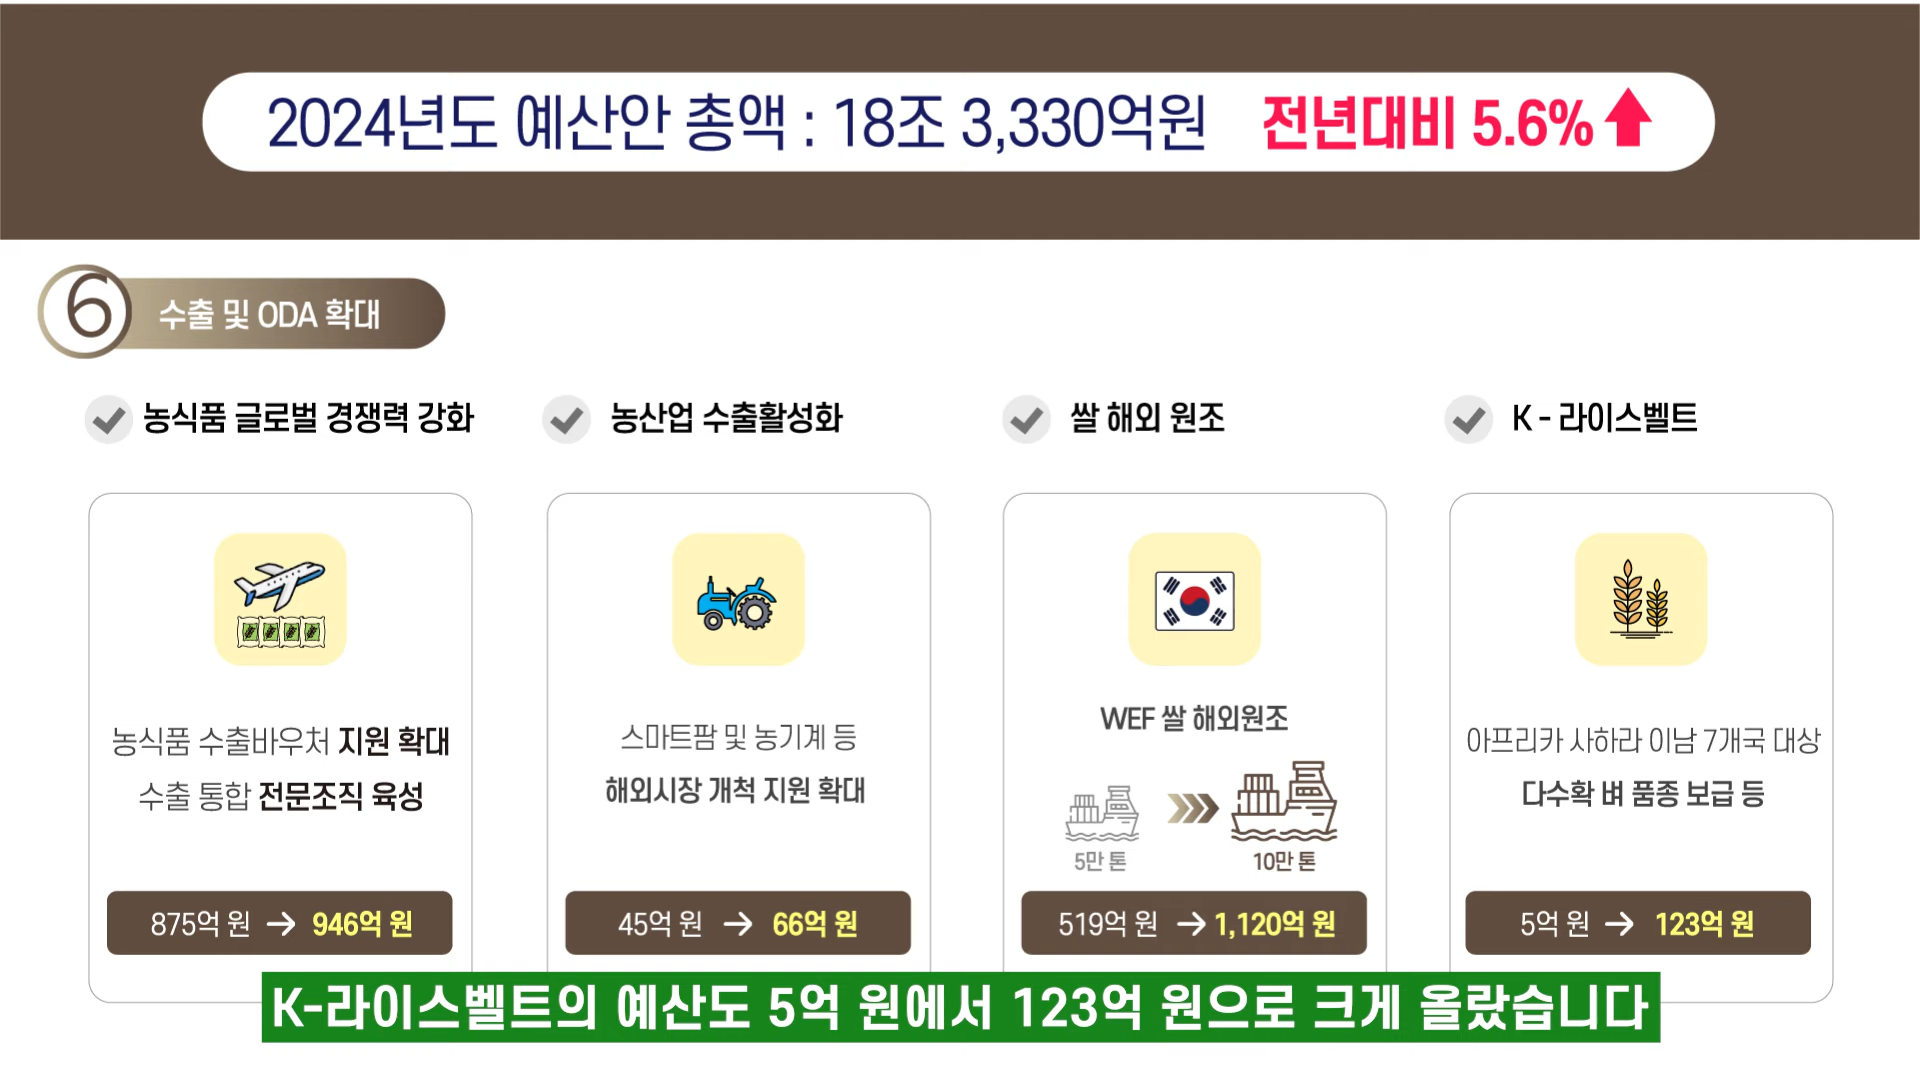 2024년도 예산안 총액 : 18조 3,330억원 전년대비 5.6%
6 수출 및 ODA 확대
농식품 글로벌 경쟁력 강화
농식품 수출바우처 지원 확대
수출 통합 전문조직 육성
875억 원 → 946억 원
농산업 수출활성화
스마트팜 및 농기계 등
해외시장 개척 지원 확대
45억 원 → 66억 원
쌀 해외 원조
WEF 쌀 해외원조
5만 톤
10만 톤
519억 원 → 1,120억 원
K - 라이스벨트
아프리카 사하라 이남 7개국 대상
다수확 벼 품종 보급 등
5억 원 → 123억 원
K-라이스벨트의 예산도 5억 원에서 123억 원으로 크게 올랐습니다